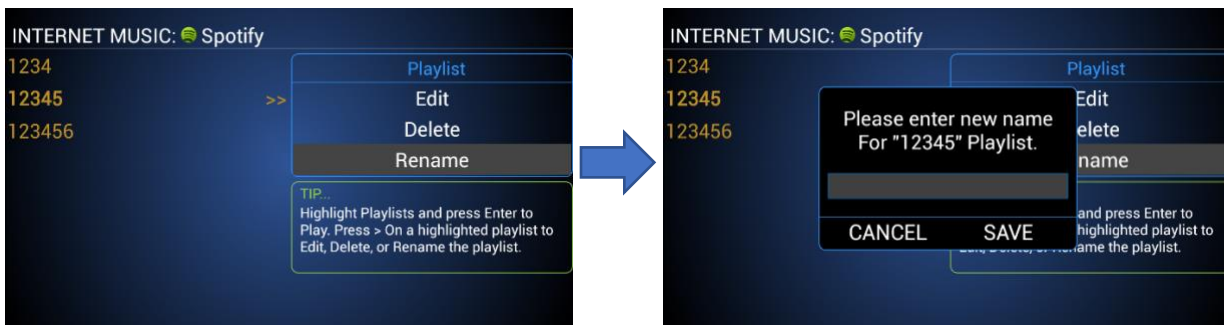 INTERNET MUSIC: Spotify
1234
12345 >>
123456
Playlist
Edit
Delete
Rename
TIP...
Highlight Playlists and press Enter to
Play. Press > On a highlighted playlist to
Edit, Delete, or Rename the playlist.
INTERNET MUSIC: Spotify
1234
12345
123456
Playlist
Edit
elete
name
Please enter new name
For "12345" Playlist.
CANCEL SAVE
and press Enter to
highlighted playlist to
ame the playlist.